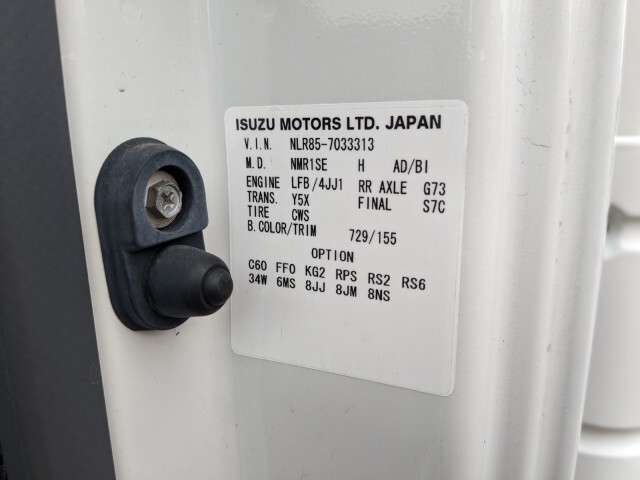 ISUZU MOTORS LTD. JAPAN
V.I.N. NLR85-7033313
M.D. NMR1SE H AD/BI
ENGINE LFB/4JJ1 RR AXLE G73
TRANS. Y5X FINAL S7C
TIRE CWS
B.COLOR/TRIM 729/155
OPTION
C60 FF0 KG2 RPS RS2 RS6
34W 6MS 8JJ 8JM 8NS